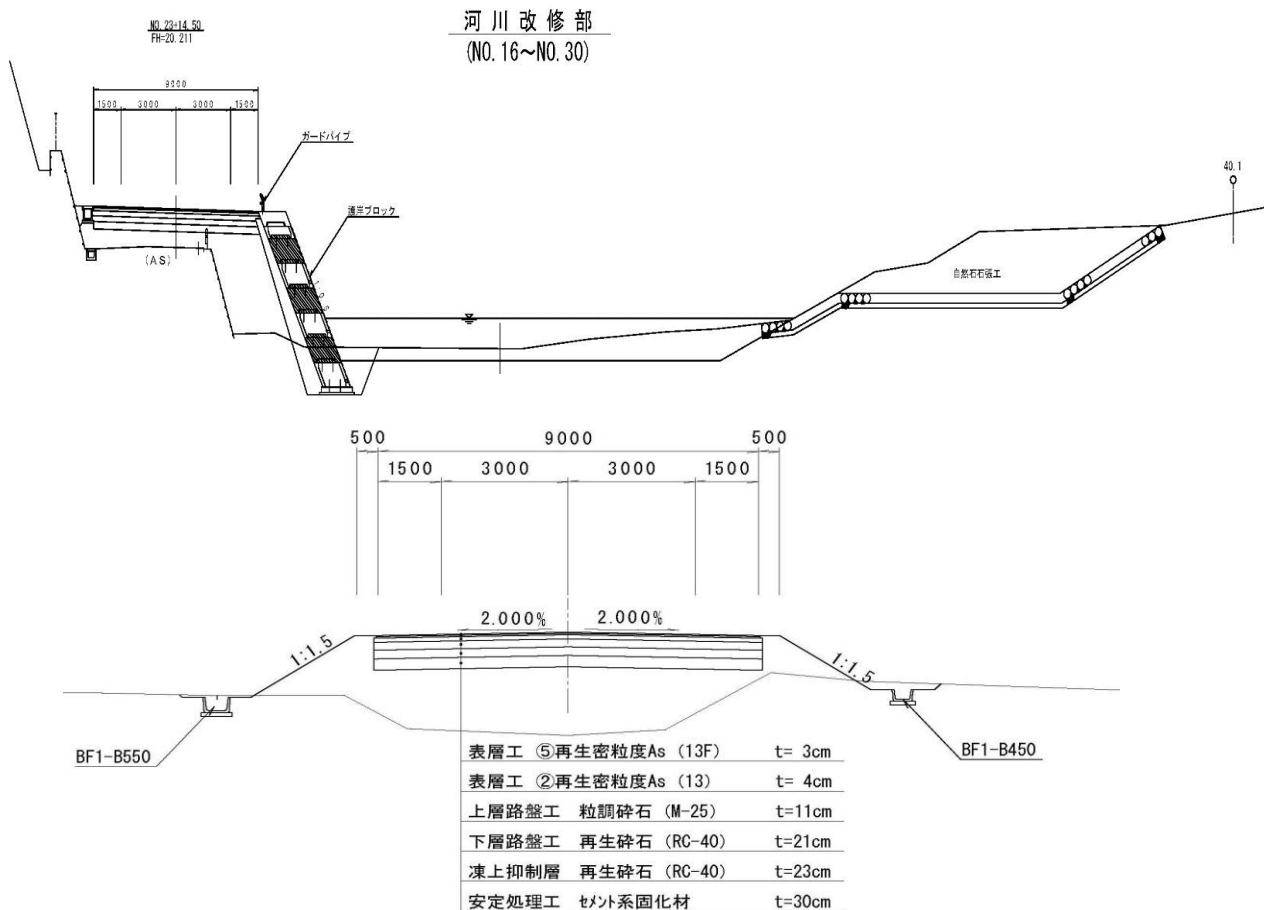 NO.23+14.50
FH=20.211
河川改修部
(NO.16～NO.30)
9000
1500 3000 3000 1500
ガードパイプ
護岸ブロック
(AS)
40.1
自然石石張工
500 9000 500
1500 3000 3000 1500
2.000% 2.000%
1:1.5
1:1.5
BF1-B550
BF1-B450
表層工 ⑤再生密粒度As (13F) t= 3cm
表層工 ②再生密粒度As (13) t= 4cm
上層路盤工 粒調砕石 (M-25) t=11cm
下層路盤工 再生砕石 (RC-40) t=21cm
凍上抑制層 再生砕石 (RC-40) t=23cm
安定処理工 ｾﾒﾝﾄ系固化材 t=30cm